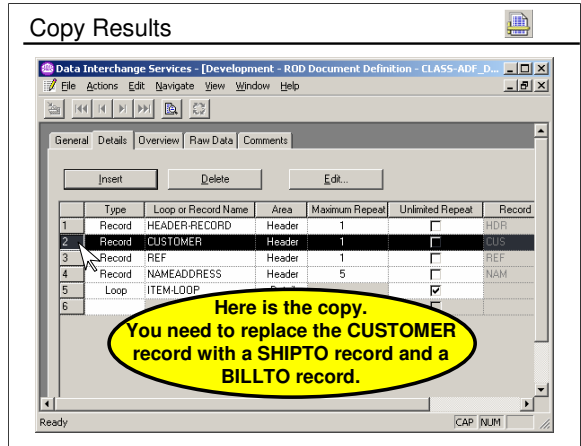 Copy Results
Data Interchange Services - [Development - ROD Document Definition - CLASS-ADF_D...
File Actions Edit Navigate View Window Help
General Details Overview Raw Data Comments
Insert Delete Edit...
Type Loop or Record Name Area Maximum Repeat Unlimited Repeat Record
1 Record HEADER-RECORD Header 1 HDR
2 Record CUSTOMER Header 1 CUS
3 Record REF Header 1 REF
4 Record NAMEADDRESS Header 5 NAM
5 Loop ITEM-LOOP
6
Here is the copy.
You need to replace the CUSTOMER
record with a SHIPTO record and a
BILLTO record.
Ready CAP NUM